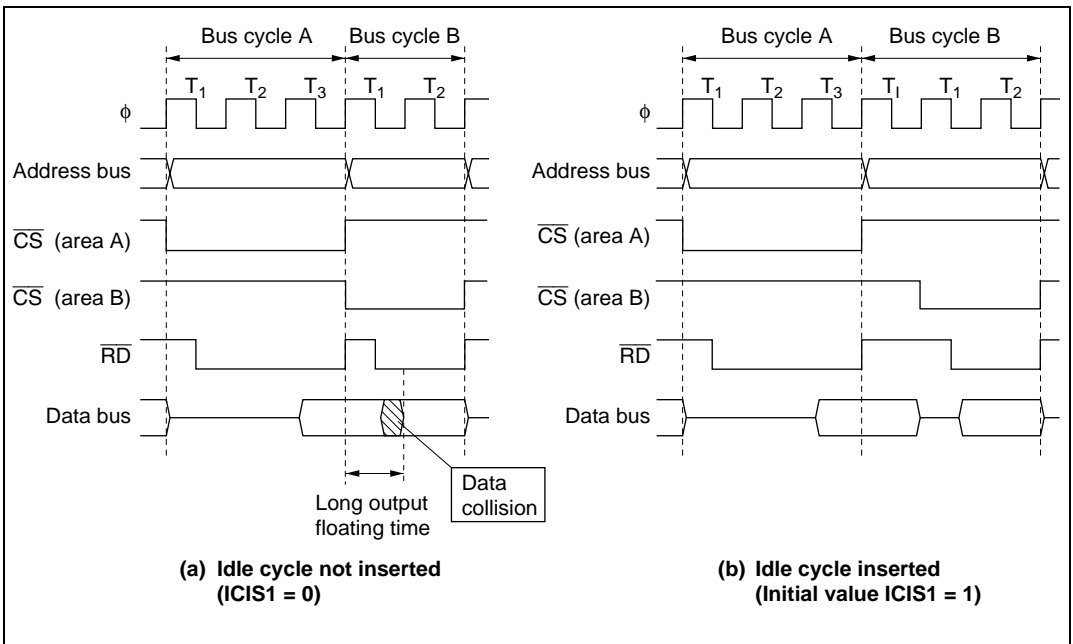 Bus cycle A
Bus cycle B
T1
T2
T3
T1
T2
φ
Address bus
CS (area A)
CS (area B)
RD
Data bus
Long output
floating time
Data
collision
(a) Idle cycle not inserted
(ICIS1 = 0)
Bus cycle A
Bus cycle B
T1
T2
T3
TI
T1
T2
φ
Address bus
CS (area A)
CS (area B)
RD
Data bus
(b) Idle cycle inserted
(Initial value ICIS1 = 1)